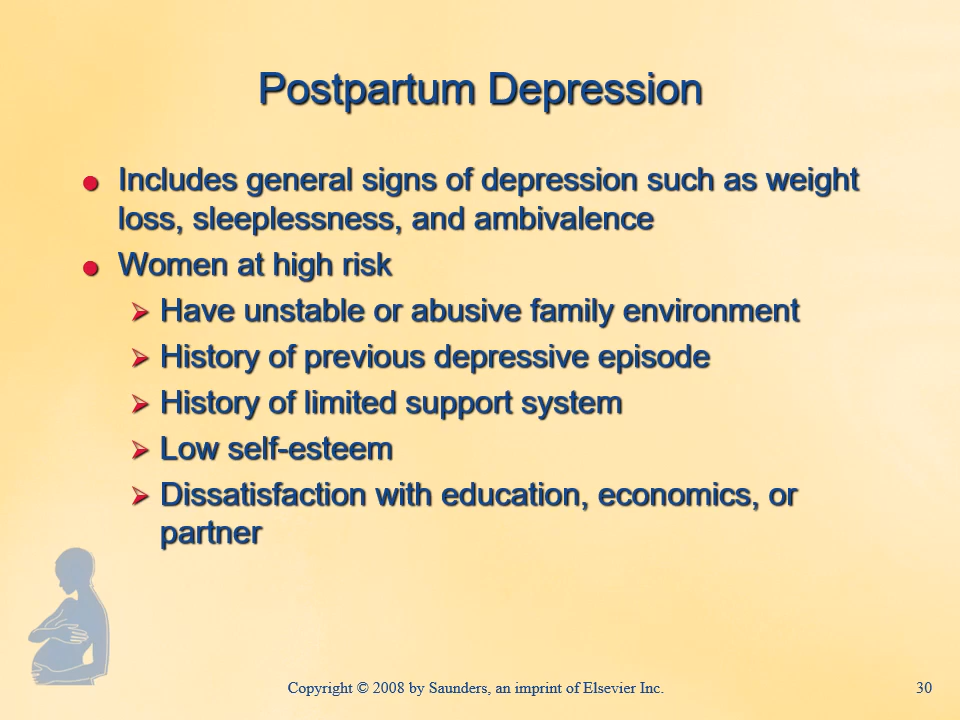 Postpartum Depression
Includes general signs of depression such as weight
loss, sleeplessness, and ambivalence
Women at high risk
Have unstable or abusive family environment
History of previous depressive episode
History of limited support system
Low self-esteem
Dissatisfaction with education, economics, or
partner
Copyright © 2008 by Saunders, an imprint of Elsevier Inc.
30